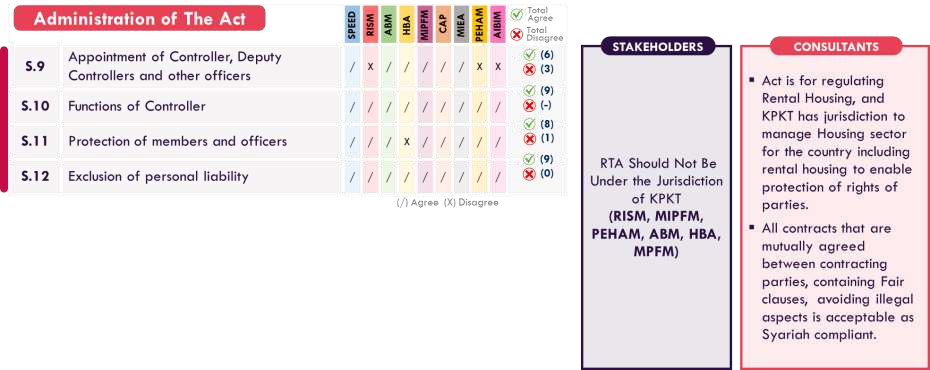 Administration of The Act
SPEED RISM ABM HBA MIPFM CAP MIEA PEHAM AIBIM
Total
Agree
Total
Disagree
S.9 Appointment of Controller, Deputy
Controllers and other officers
/ X / / / / / X X
(6)
(3)
S.10 Functions of Controller
/ / / / / / / / /
(9)
(-)
S.11 Protection of members and officers
/ / / X / / / / /
(8)
(1)
S.12 Exclusion of personal liability
/ / / / / / / / /
(9)
(0)
(/) Agree (X) Disagree
STAKEHOLDERS
RTA Should Not Be
Under the Jurisdiction
of KPKT
(RISM, MIPFM,
PEHAM, ABM, HBA,
MPFM)
CONSULTANTS
▪ Act is for regulating
Rental Housing, and
KPKT has jurisdiction to
manage Housing sector
for the country including
rental housing to enable
protection of rights of
parties.
▪ All contracts that are
mutually agreed
between contracting
parties, containing Fair
clauses, avoiding illegal
aspects is acceptable as
Syariah compliant.